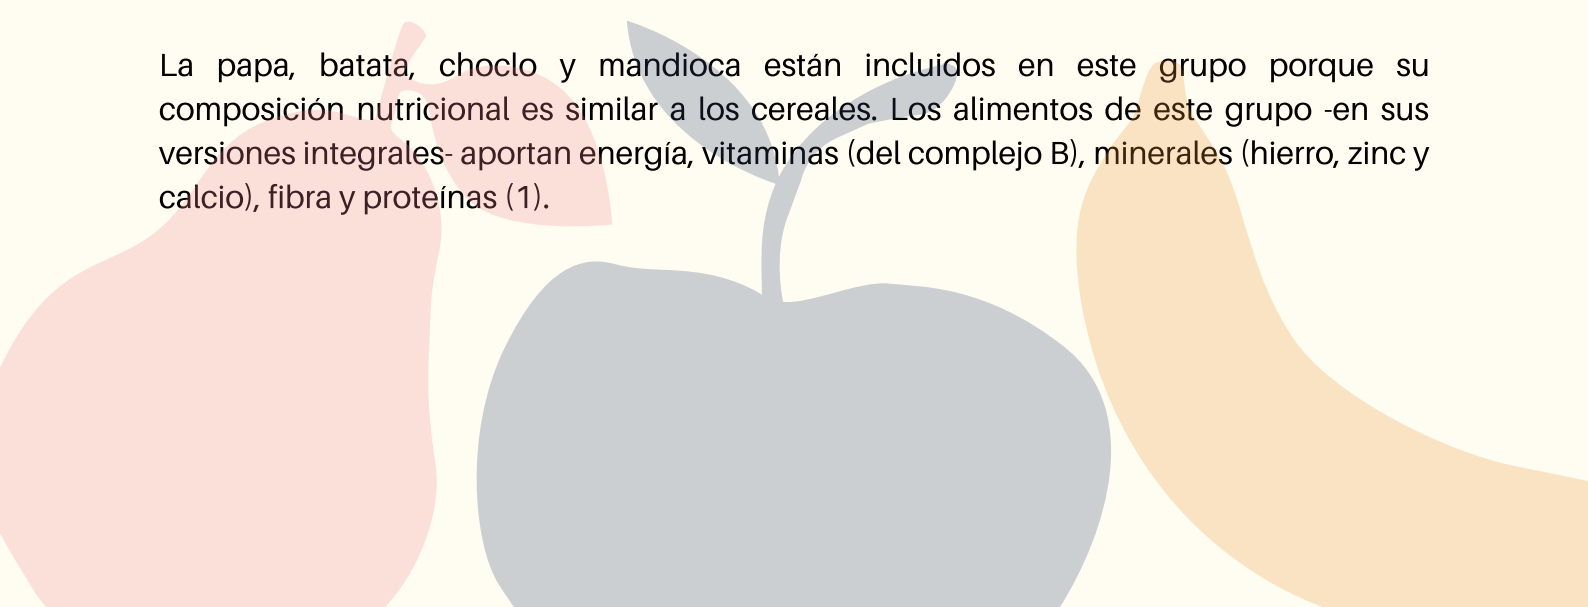 La papa, batata, choclo y mandioca están incluidos en este grupo porque su
composición nutricional es similar a los cereales. Los alimentos de este grupo -en sus
versiones integrales- aportan energía, vitaminas (del complejo B), minerales (hierro, zinc y
calcio), fibra y proteínas (1).